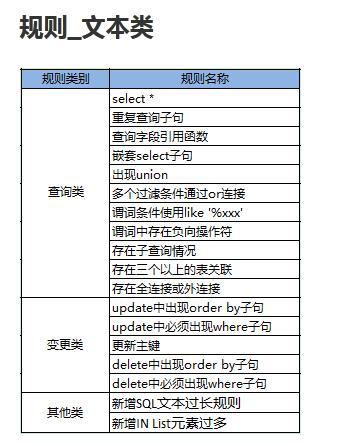 规则_文本类
规则类别 规则名称
查询类
select *
重复查询子句
查询字段引用函数
嵌套select子句
出现union
多个过滤条件通过or连接
谓词条件使用like '%xxx'
谓词中存在负向操作符
存在子查询情况
存在三个以上的表关联
存在全连接或外连接
变更类
update中出现order by子句
update中必须出现where子句
更新主键
delete中出现order by子句
delete中必须出现where子句
其他类
新增SQL文本过长规则
新增IN List元素过多